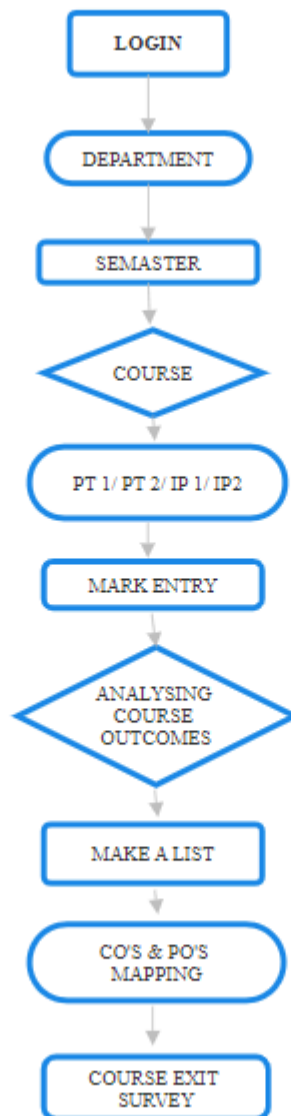 LOGIN
DEPARTMENT
SEMASTER
COURSE
PT 1/ PT 2/ IP 1/ IP2
MARK ENTRY
ANALYSING
COURSE
OUTCOMES
MAKE A LIST
CO'S & PO'S
MAPPING
COURSE EXIT
SURVEY